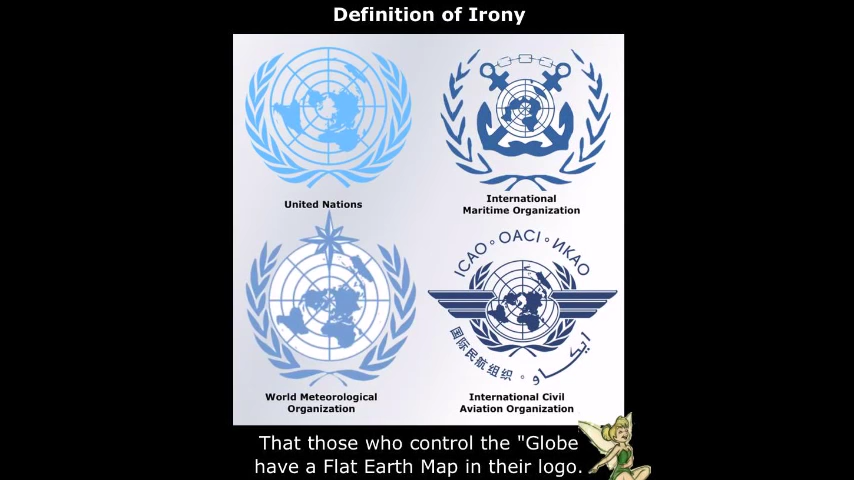 Definition of Irony
United Nations
International
Maritime Organization
ICAO ◦ OACI ◦ ИКАО
国际民航组织 ◦ ايكاو
World Meteorological
Organization
International Civil
Aviation Organization
That those who control the "Globe
have a Flat Earth Map in their logo.